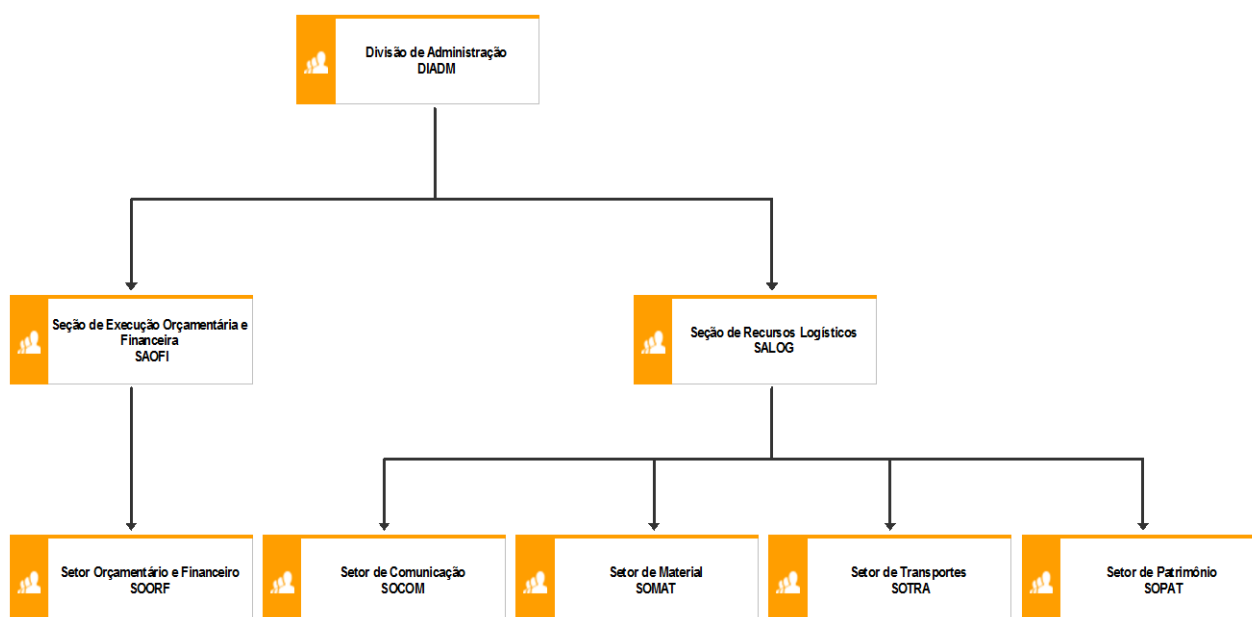 Divisão de Administração
DIADM
Seção de Execução Orçamentária e
Financeira
SAOFI
Seção de Recursos Logísticos
SALOG
Setor Orçamentário e Financeiro
SOORF
Setor de Comunicação
SOCOM
Setor de Material
SOMAT
Setor de Transportes
SOTRA
Setor de Patrimônio
SOPAT